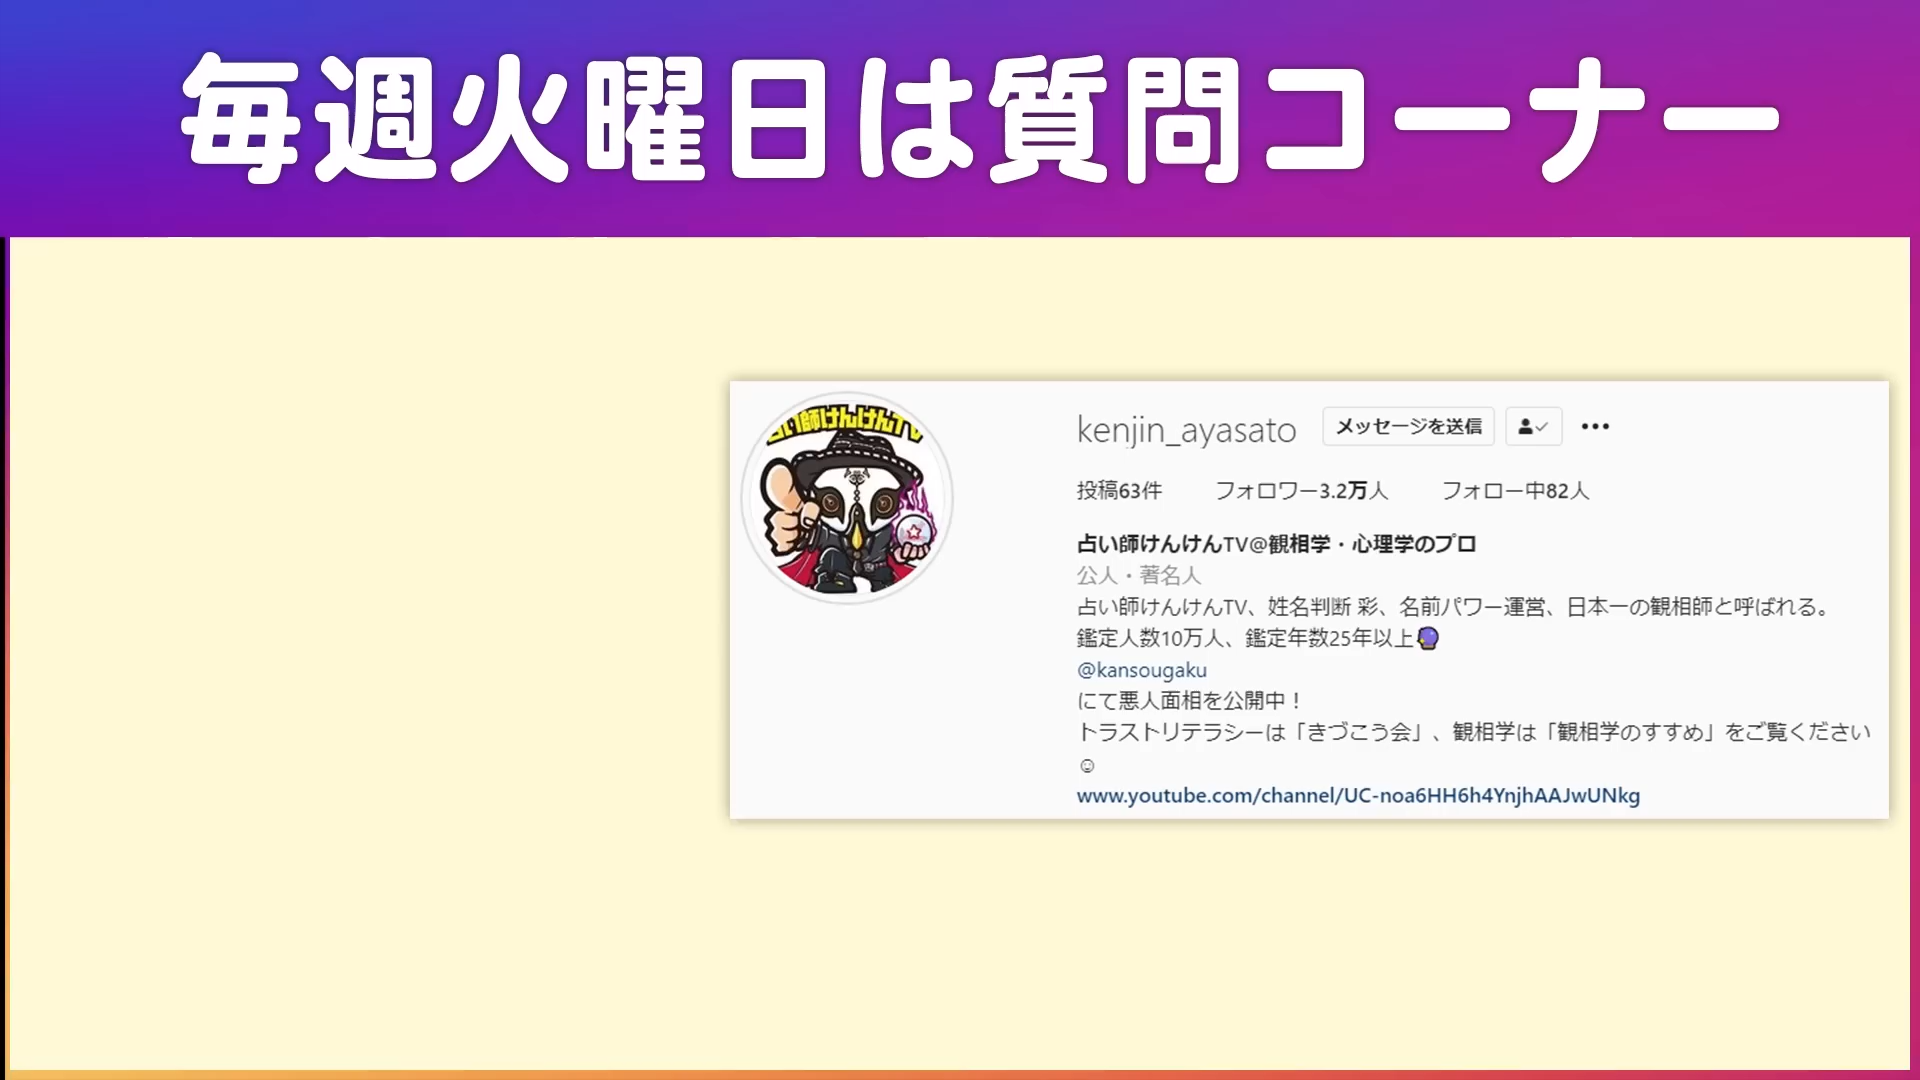 毎週火曜日は質問コーナー
占い師けんけんTV
kenjin_ayasato メッセージを送信
投稿63件 フォロワー3.2万人 フォロー中82人
占い師けんけんTV@観相学・心理学のプロ
公人・著名人
占い師けんけんTV、姓名判断 彩、名前パワー運営、日本一の観相師と呼ばれる。
鑑定人数10万人、鑑定年数25年以上🔮
@kansougaku
にて悪人面相を公開中！
トラストリテラシーは「きづこう会」、観相学は「観相学のすすめ」をご覧ください
☺
www.youtube.com/channel/UC-noa6HH6h4YnjhAAJwUNkg